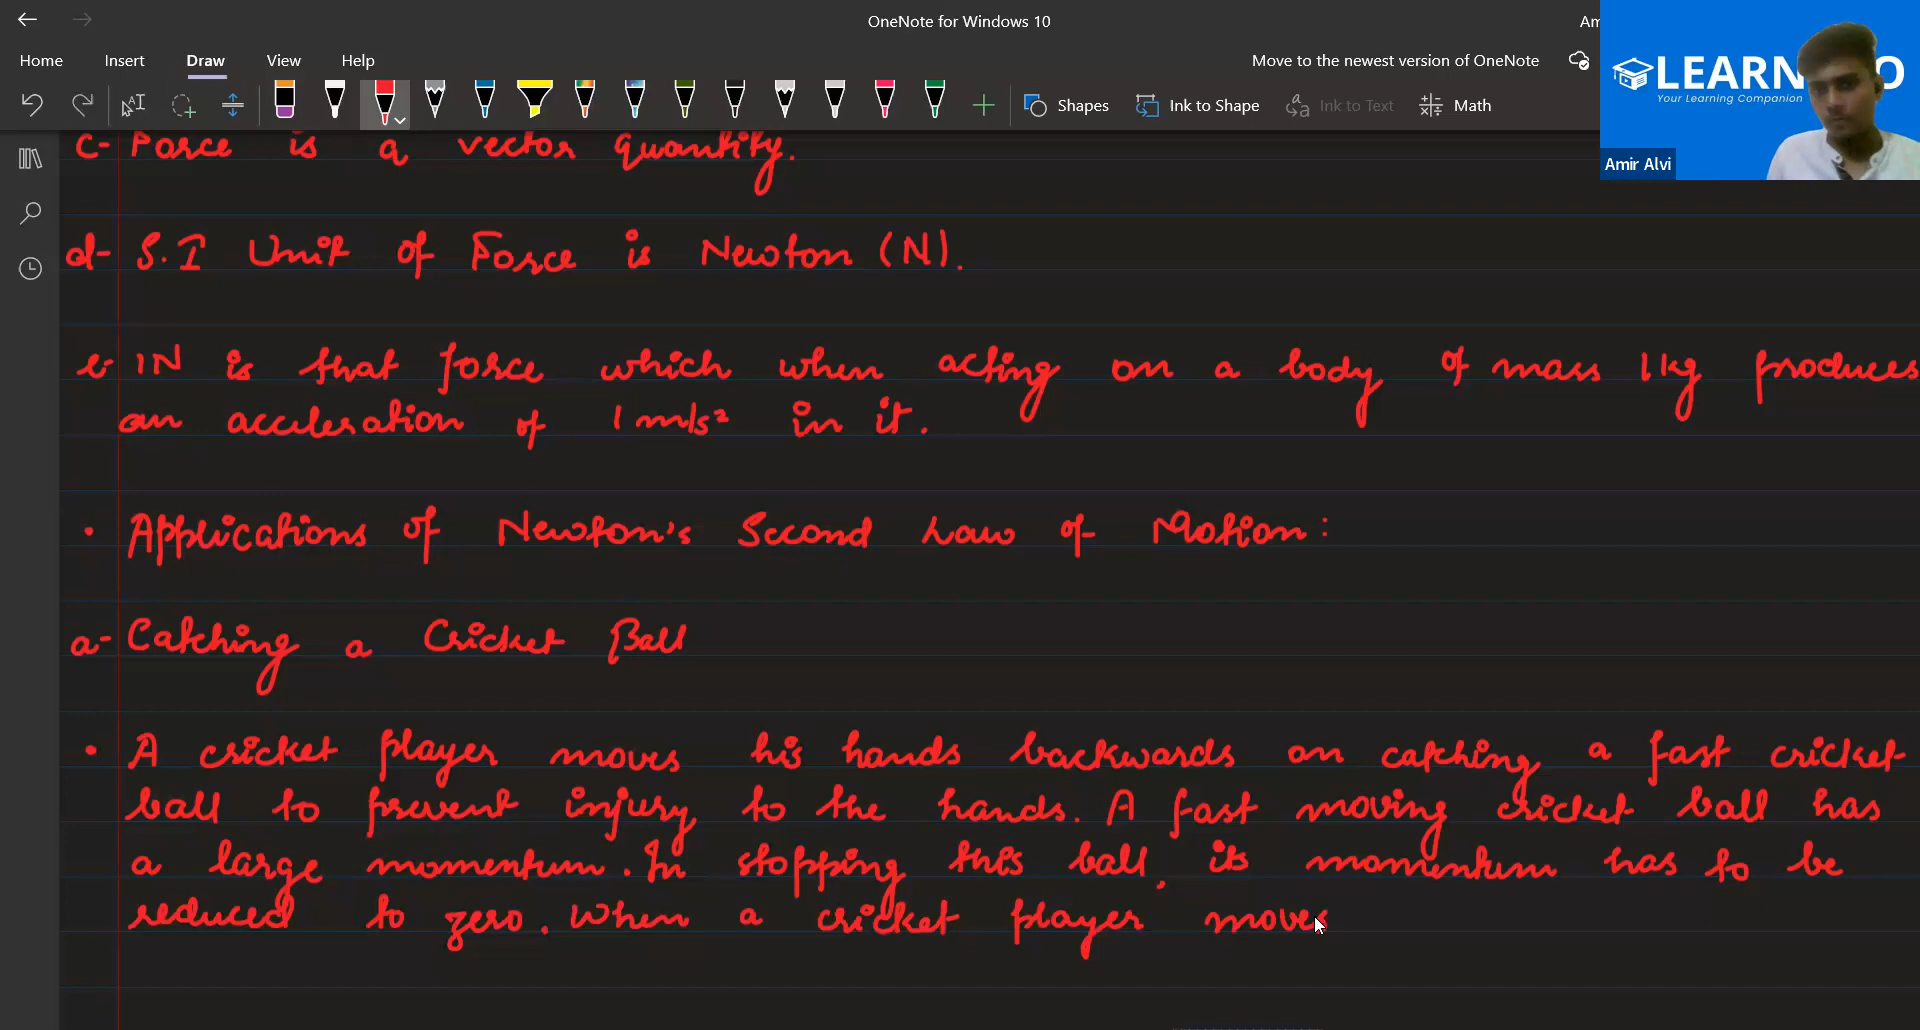 OneNote for Windows 10
Am
Home Insert Draw View Help
Move to the newest version of OneNote
Shapes Ink to Shape Ink to Text Math
LEARN O
Your Learning Companion
Amir Alvi
c- Force is a vector quantity.
d- S.I Unit of Force is Newton (N).
e- 1N is that force which when acting on a body of mass 1kg produces
an acceleration of 1 m/s² in it.
• Applications of Newton's Second Law of Motion:
a- Catching a Cricket Ball
• A cricket player moves his hands backwards on catching a fast cricket
ball to prevent injury to the hands. A fast moving cricket ball has
a large momentum. In stopping this ball, its momentum has to be
reduced to zero. When a cricket player moves